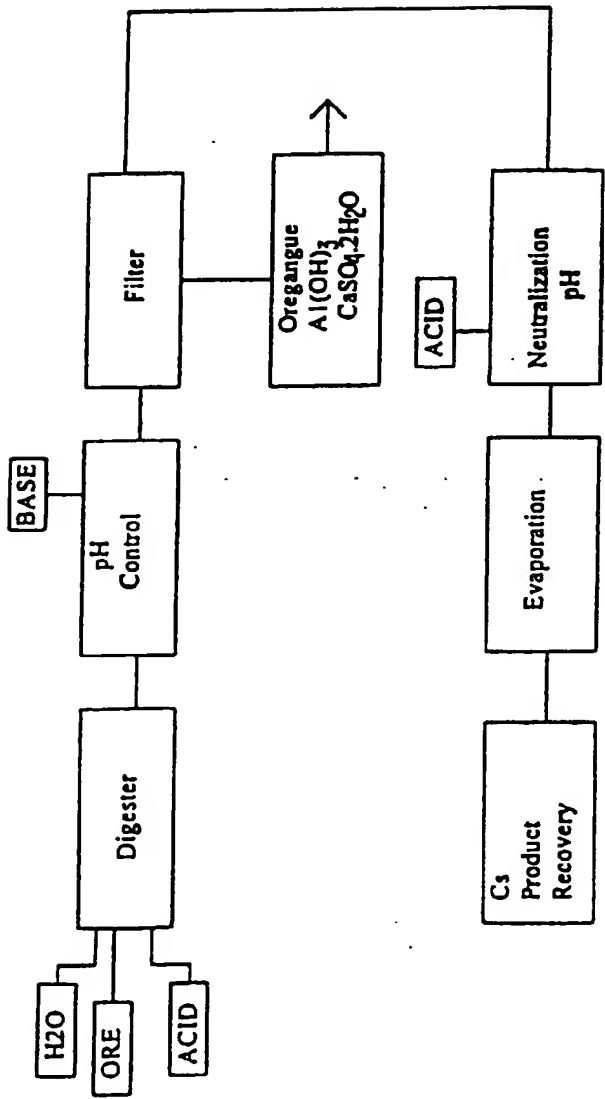 H2O
ORE
ACID
Digester
BASE
pH
Control
Filter
Oregangue
Al(OH)3
CaSO4.2H2O
ACID
Neutralization
pH
Evaporation
Cs
Product
Recovery